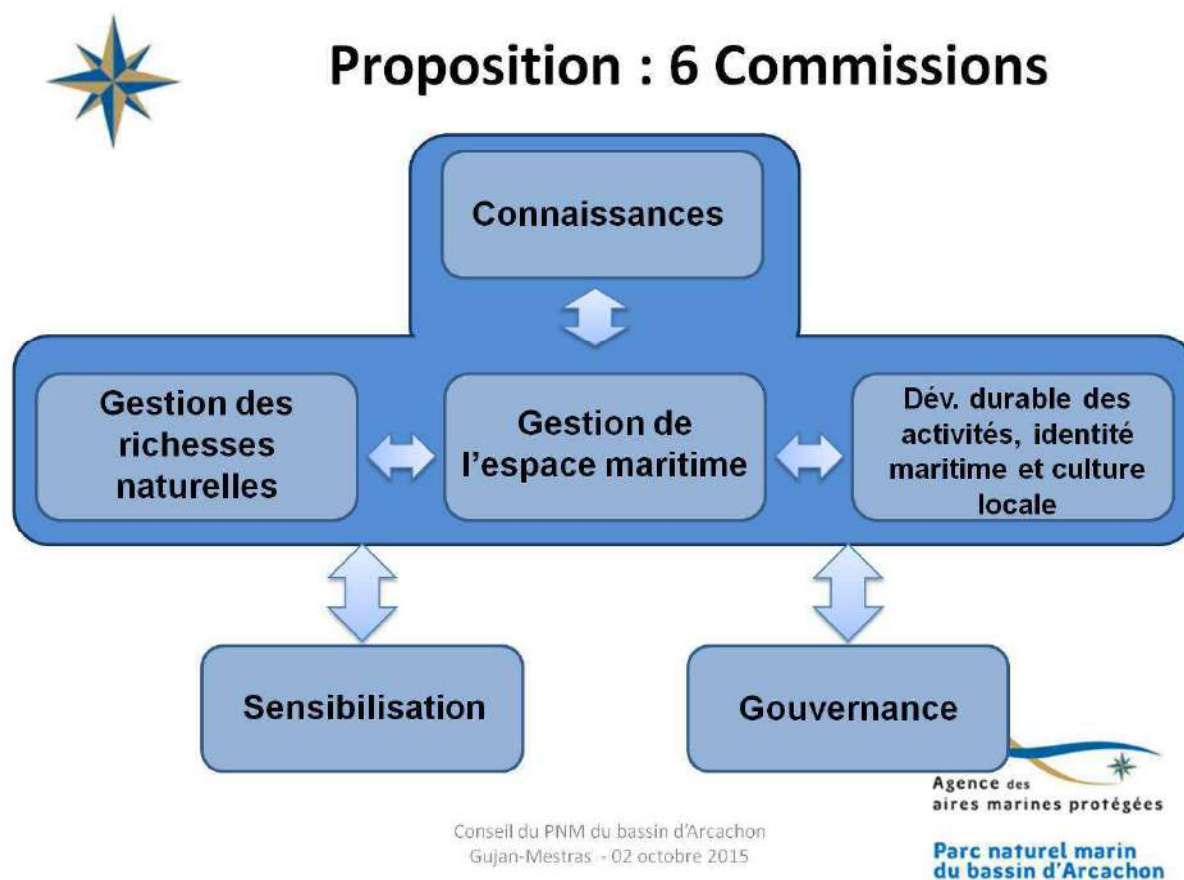 Proposition : 6 Commissions
Connaissances
Gestion des
richesses
naturelles
Gestion de
l'espace maritime
Dév. durable des
activités, identité
maritime et culture
locale
Sensibilisation
Gouvernance
Agence des
aires marines protégées
Conseil du PNM du bassin d'Arcachon
Gujan-Mestras - 02 octobre 2015
Parc naturel marin
du bassin d'Arcachon